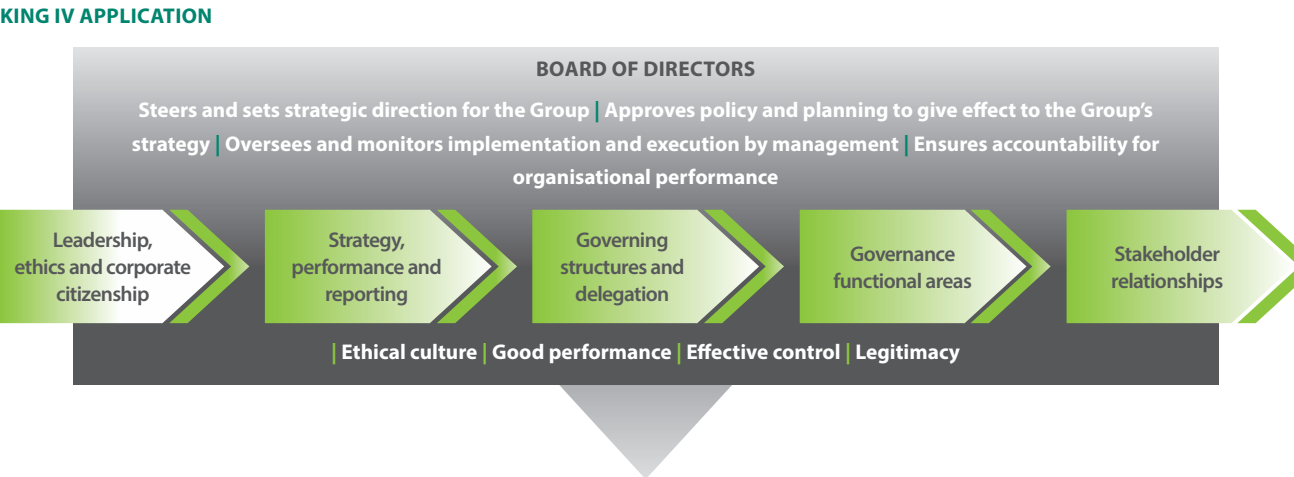 KING IV APPLICATION
BOARD OF DIRECTORS
Steers and sets strategic direction for the Group | Approves policy and planning to give effect to the Group’s
strategy | Oversees and monitors implementation and execution by management | Ensures accountability for
organisational performance
Leadership,
ethics and corporate
citizenship
Strategy,
performance and
reporting
Governing
structures and
delegation
Governance
functional areas
Stakeholder
relationships
| Ethical culture | Good performance | Effective control | Legitimacy